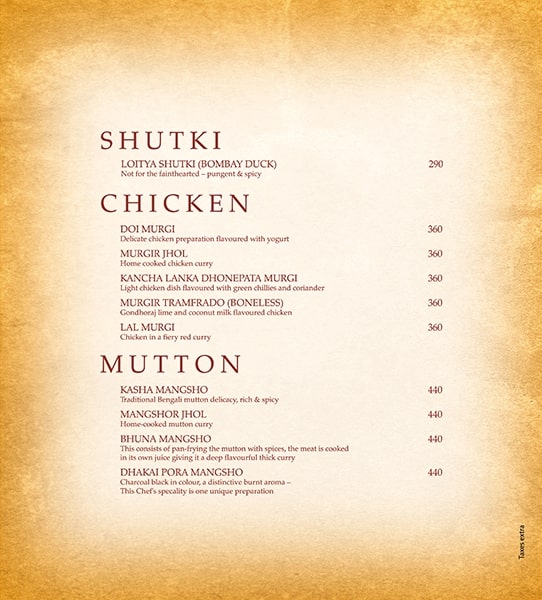 SHUTKI
LOITYA SHUTKI (BOMBAY DUCK) 290
Not for the fainthearted – pungent & spicy
CHICKEN
DOI MURGI 360
Delicate chicken preparation flavoured with yogurt
MURGIR JHOL 360
Home cooked chicken curry
KANCHA LANKA DHONEPATA MURGI 360
Light chicken dish flavoured with green chillies and coriander
MURGIR TRAMFRADO (BONELESS) 360
Gondhoraj lime and coconut milk flavoured chicken
LAL MURGI 360
Chicken in a fiery red curry
MUTTON
KASHA MANGSHO 440
Traditional Bengali mutton delicacy, rich & spicy
MANGSHOR JHOL 440
Home-cooked mutton curry
BHUNA MANGSHO 440
This consists of pan-frying the mutton with spices, the meat is cooked
in its own juice giving it a deep flavourful thick curry
DHAKAI PORA MANGSHO 440
Charcoal black in colour, a distinctive burnt aroma –
This Chef's specality is one unique preparation
Taxes extra